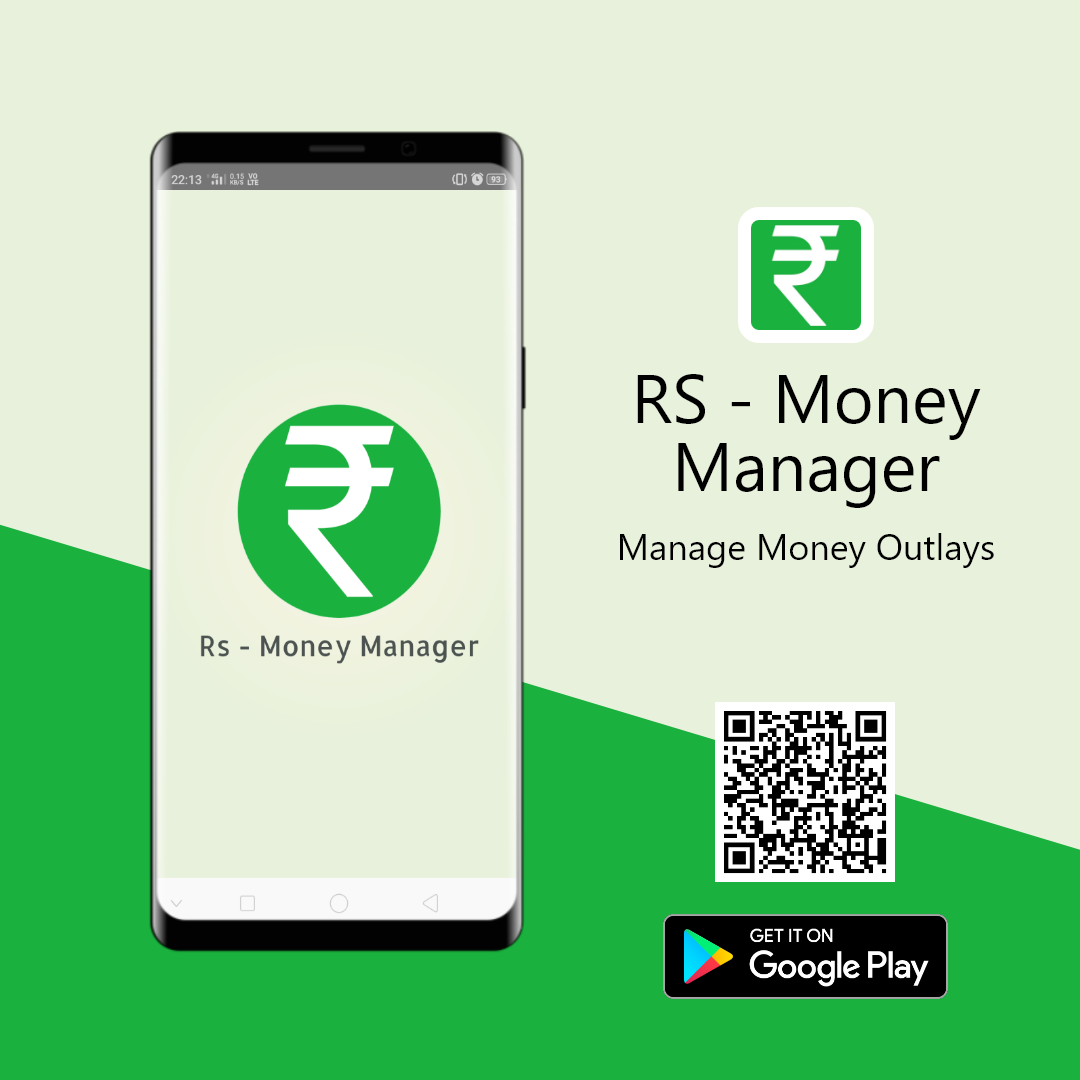 22:13 4G 0.15 KB/S VO LTE 93
₹
Rs - Money Manager
₹
RS - Money
Manager
Manage Money Outlays
GET IT ON
Google Play